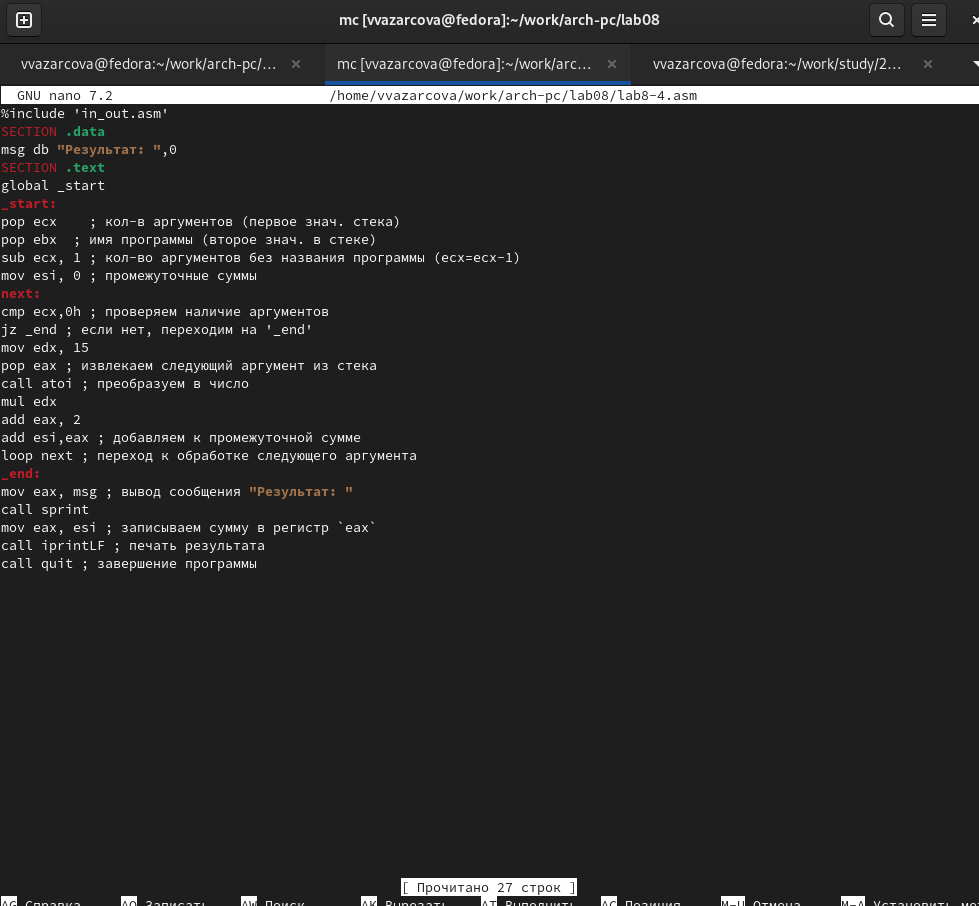 mc [vvazarcova@fedora]:~/work/arch-pc/lab08
vvazarcova@fedora:~/work/arch-pc/... mc [vvazarcova@fedora]:~/work/arc... vvazarcova@fedora:~/work/study/2...
GNU nano 7.2 /home/vvazarcova/work/arch-pc/lab08/lab8-4.asm
%include 'in_out.asm'
SECTION .data
msg db "Результат: ",0
SECTION .text
global _start
_start:
pop ecx    ; кол-в аргументов (первое знач. стека)
pop ebx  ; имя программы (второе знач. в стеке)
sub ecx, 1 ; кол-во аргументов без названия программы (ecx=ecx-1)
mov esi, 0 ; промежуточные суммы
next:
cmp ecx,0h ; проверяем наличие аргументов
jz _end ; если нет, переходим на '_end'
mov edx, 15
pop eax ; извлекаем следующий аргумент из стека
call atoi ; преобразуем в число
mul edx
add eax, 2
add esi,eax ; добавляем к промежуточной сумме
loop next ; переход к обработке следующего аргумента
_end:
mov eax, msg ; вывод сообщения "Результат: "
call sprint
mov eax, esi ; записываем сумму в регистр `eax`
call iprintLF ; печать результата
call quit ; завершение программы
[ Прочитано 27 строк ]
^G Справка ^O Записать ^W Поиск ^K Вырезать ^T Выполнить ^C Позиция M-U Отмена M-A Установить